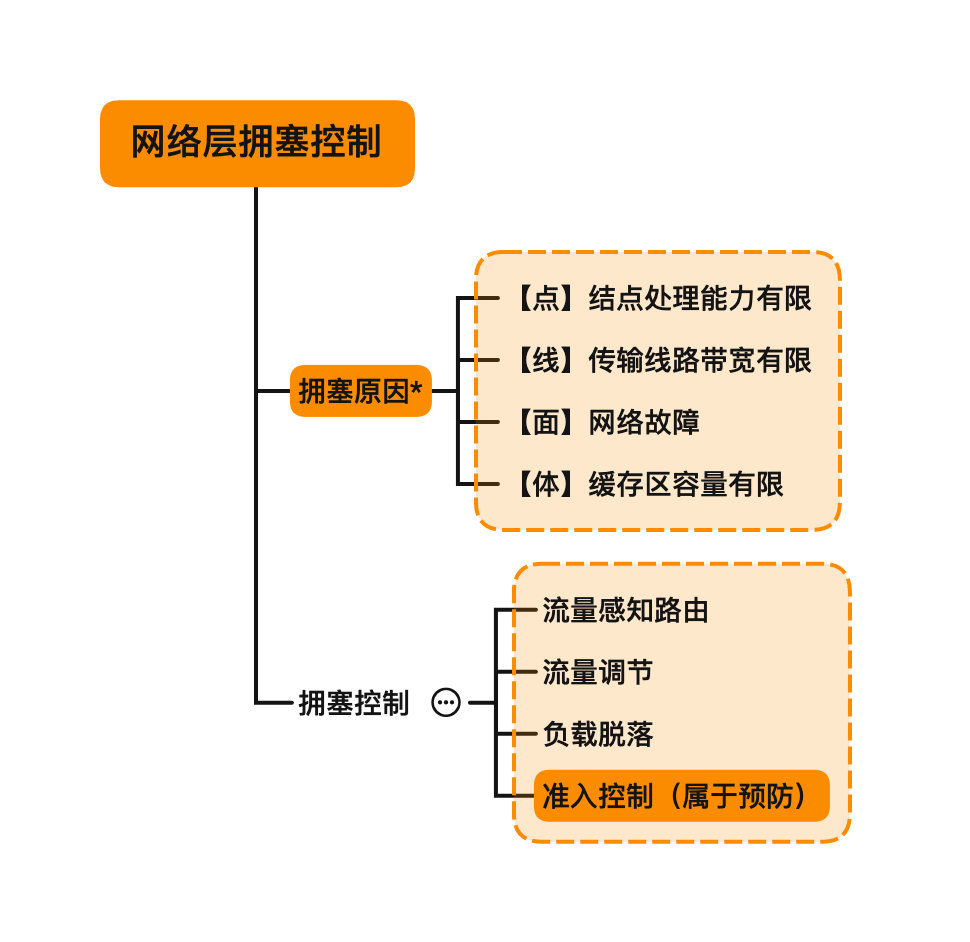 网络层拥塞控制
【点】结点处理能力有限
【线】传输线路带宽有限
拥塞原因*
【面】网络故障
【体】缓存区容量有限
流量感知路由
流量调节
拥塞控制
负载脱落
准入控制（属于预防）